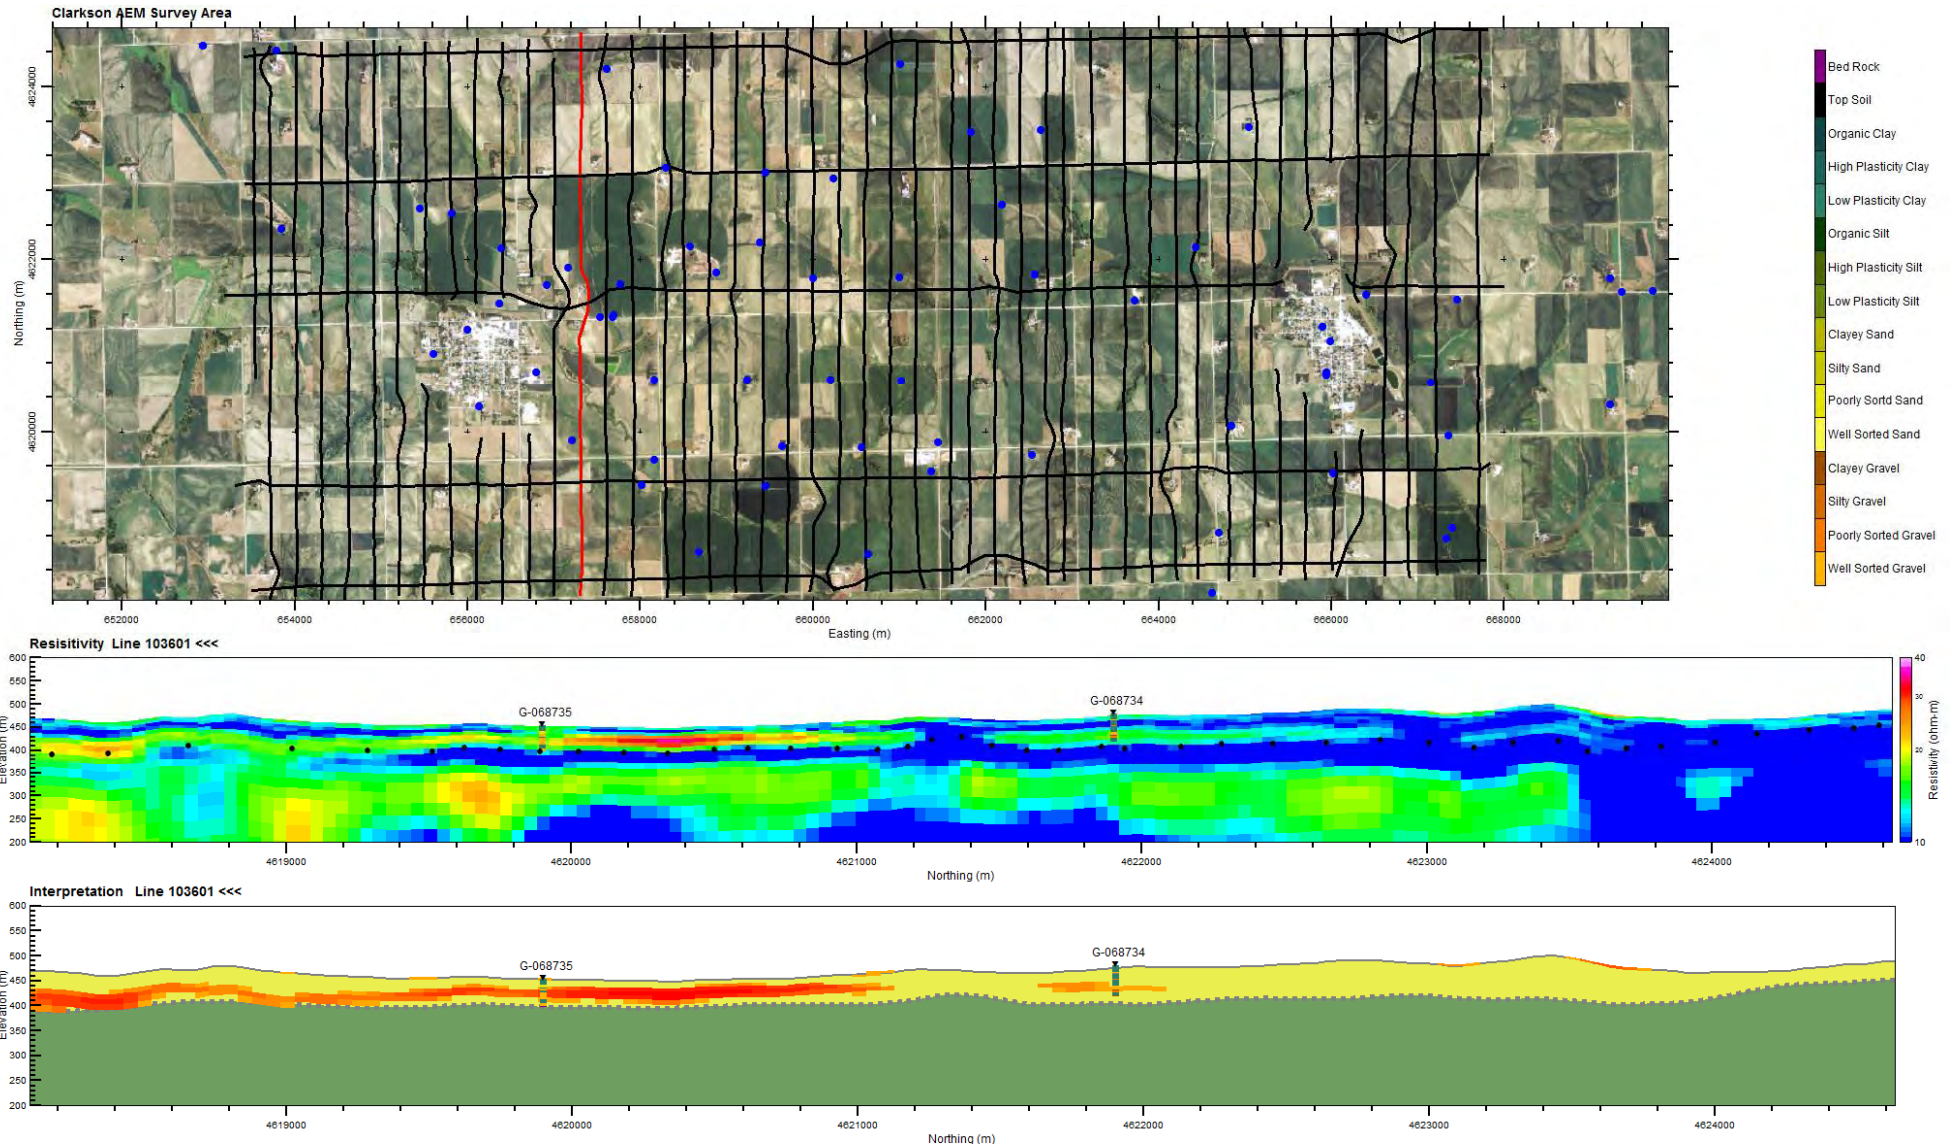 Clarkson AEM Survey Area
Northing (m)
4624000
4622000
4620000
652000 654000 656000 658000 660000 662000 664000 666000 668000
Easting (m)
Bed Rock
Top Soil
Organic Clay
High Plasticity Clay
Low Plasticity Clay
Organic Silt
High Plasticity Silt
Low Plasticity Silt
Clayey Sand
Silty Sand
Poorly Sortd Sand
Well Sorted Sand
Clayey Gravel
Silty Gravel
Poorly Sorted Gravel
Well Sorted Gravel
Resisitivity Line 103601 <<<
Elevation (m)
600
550
500
450
400
350
300
250
200
G-068735
G-068734
4619000 4620000 4621000 4622000 4623000 4624000
Northing (m)
40
30
20
10
Resistivity (ohm-m)
Interpretation Line 103601 <<<
Elevation (m)
600
550
500
450
400
350
300
250
200
G-068735
G-068734
4619000 4620000 4621000 4622000 4623000 4624000
Northing (m)